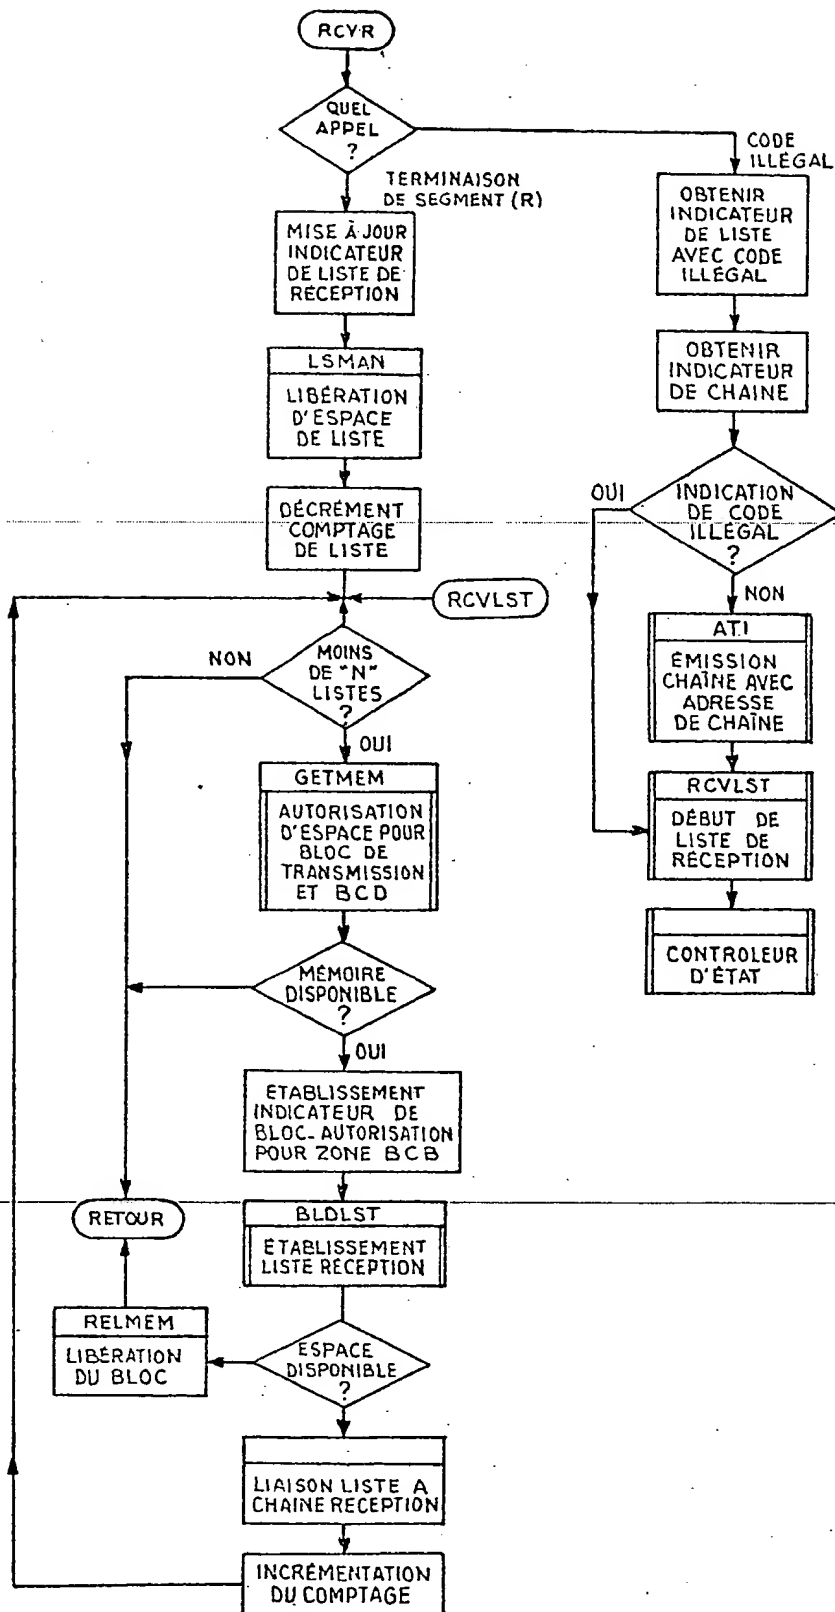 RCYR
QUEL
APPEL
?
CODE
ILLÉGAL
TERMINAISON
DE SEGMENT (R)
MISE À JOUR
INDICATEUR
DE LISTE DE
RÉCEPTION
LSMAN
LIBÉRATION
D'ESPACE
DE LISTE
DÉCRÉMENT
COMPTAGE
DE LISTE
RCVLST
MOINS
DE "N"
LISTES
?
NON
OUI
GETMEM
AUTORISATION
D'ESPACE POUR
BLOC DE
TRANSMISSION
ET BCD
MÉMOIRE
DISPONIBLE
?
OUI
ÉTABLISSEMENT
INDICATEUR DE
BLOC-AUTORISATION
POUR ZONE BCB
RETOUR
BLDLST
ÉTABLISSEMENT
LISTE RÉCEPTION
RELMEM
LIBÉRATION
DU BLOC
ESPACE
DISPONIBLE
?
LIAISON LISTE A
CHAINE RÉCEPTION
INCRÉMENTATION
DU COMPTAGE
OBTENIR
INDICATEUR
DE LISTE
AVEC CODE
ILLÉGAL
OBTENIR
INDICATEUR
DE CHAINE
OUI
INDICATION
DE CODE
ILLÉGAL
?
NON
ATI
ÉMISSION
CHAÎNE AVEC
ADRESSE
DE CHAÎNE
RCVLST
DÉBUT DE
LISTE DE
RÉCEPTION
CONTROLEUR
D'ÉTAT